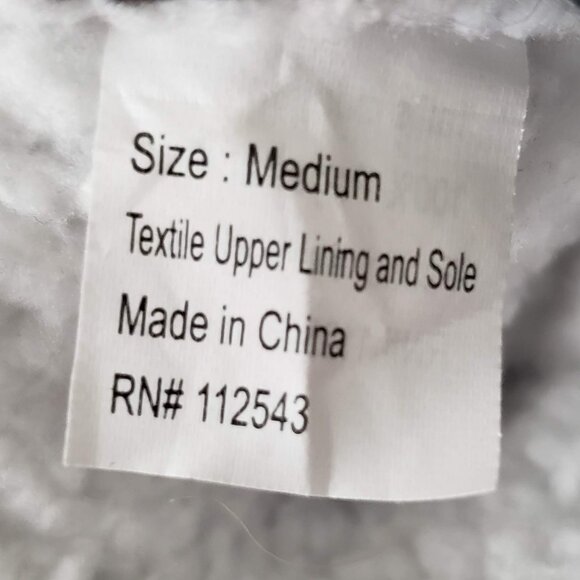 Size : Medium
Textile Upper Lining and Sole
Made in China
RN# 112543